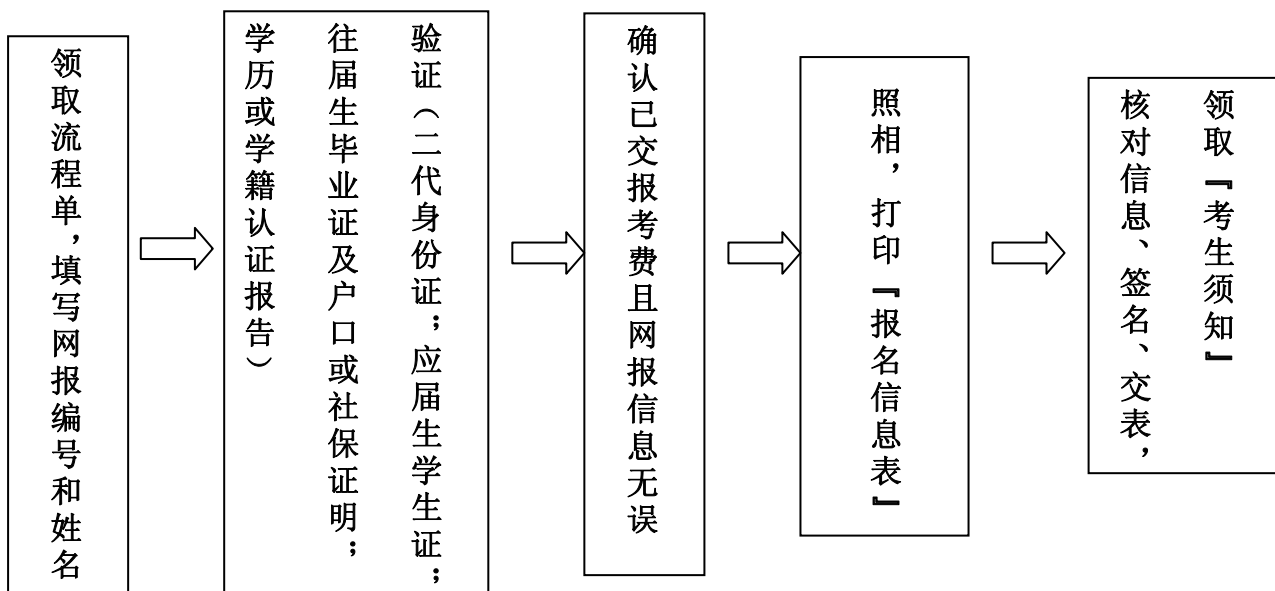 领取流程单，填写网报编号和姓名
验证（二代身份证；应届生学生证；
往届生毕业证及户口或社保证明；
学历或学籍认证报告）
确认已交报考费且网报信息无误
照相，打印『报名信息表』
核对信息、签名、交表，
领取『考生须知』